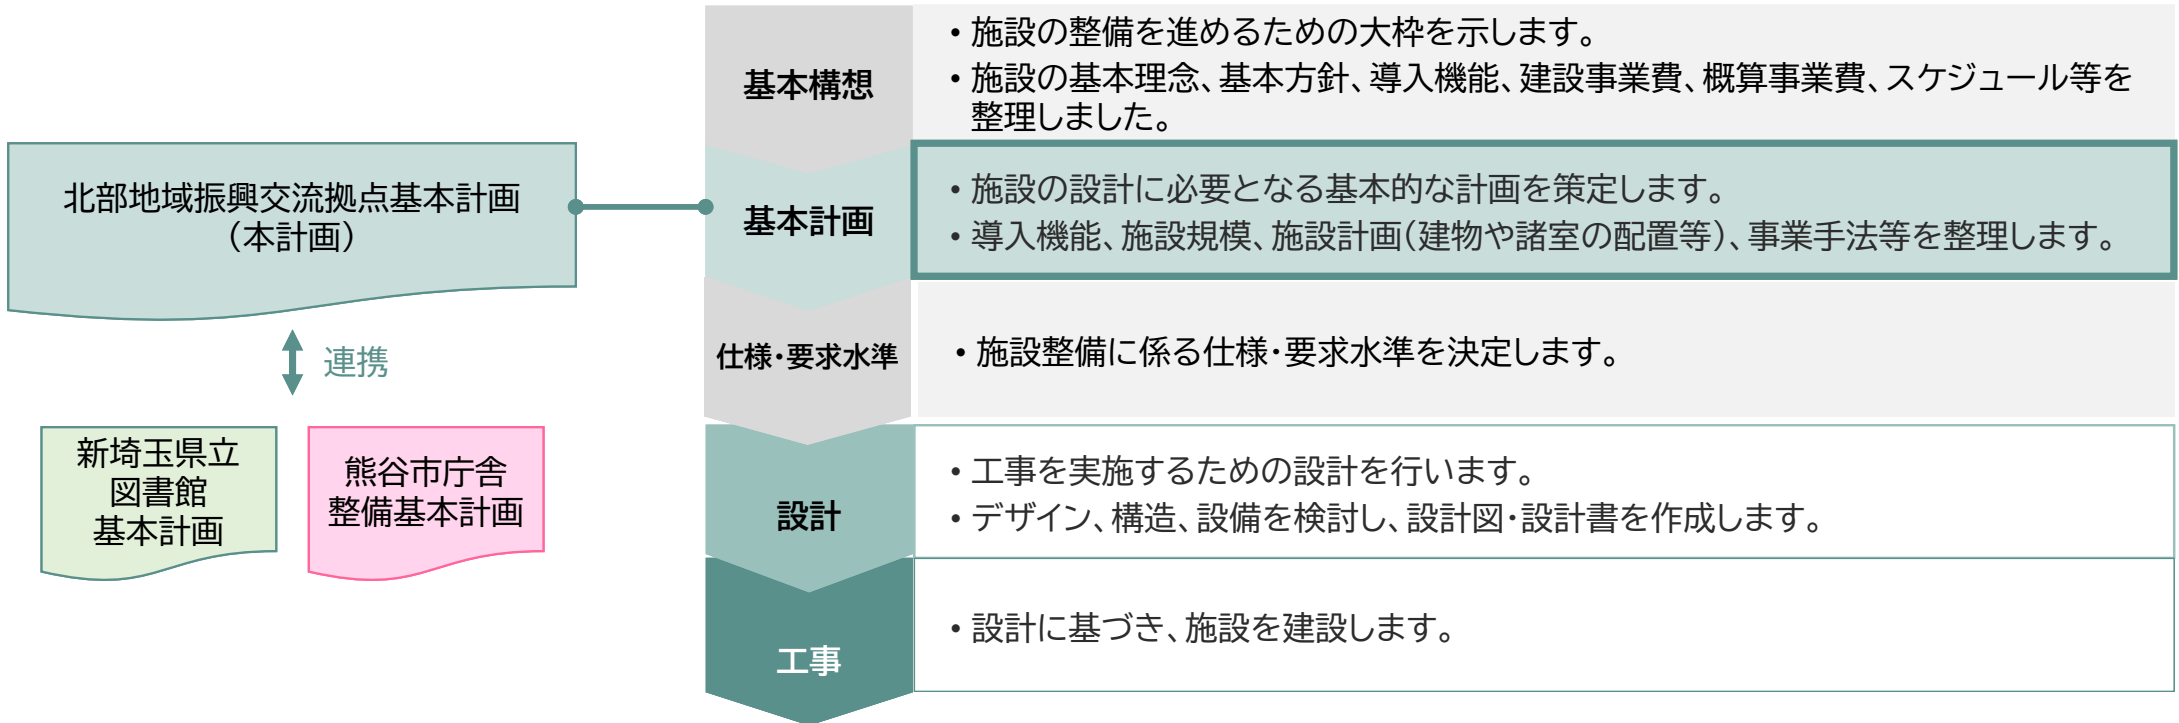 北部地域振興交流拠点基本計画
（本計画）
連携
新埼玉県立
図書館
基本計画
熊谷市庁舎
整備基本計画
基本構想
• 施設の整備を進めるための大枠を示します。
• 施設の基本理念、基本方針、導入機能、建設事業費、概算事業費、スケジュール等を
整理しました。
基本計画
• 施設の設計に必要となる基本的な計画を策定します。
• 導入機能、施設規模、施設計画（建物や諸室の配置等）、事業手法等を整理します。
仕様・要求水準
• 施設整備に係る仕様・要求水準を決定します。
設計
• 工事を実施するための設計を行います。
• デザイン、構造、設備を検討し、設計図・設計書を作成します。
工事
• 設計に基づき、施設を建設します。